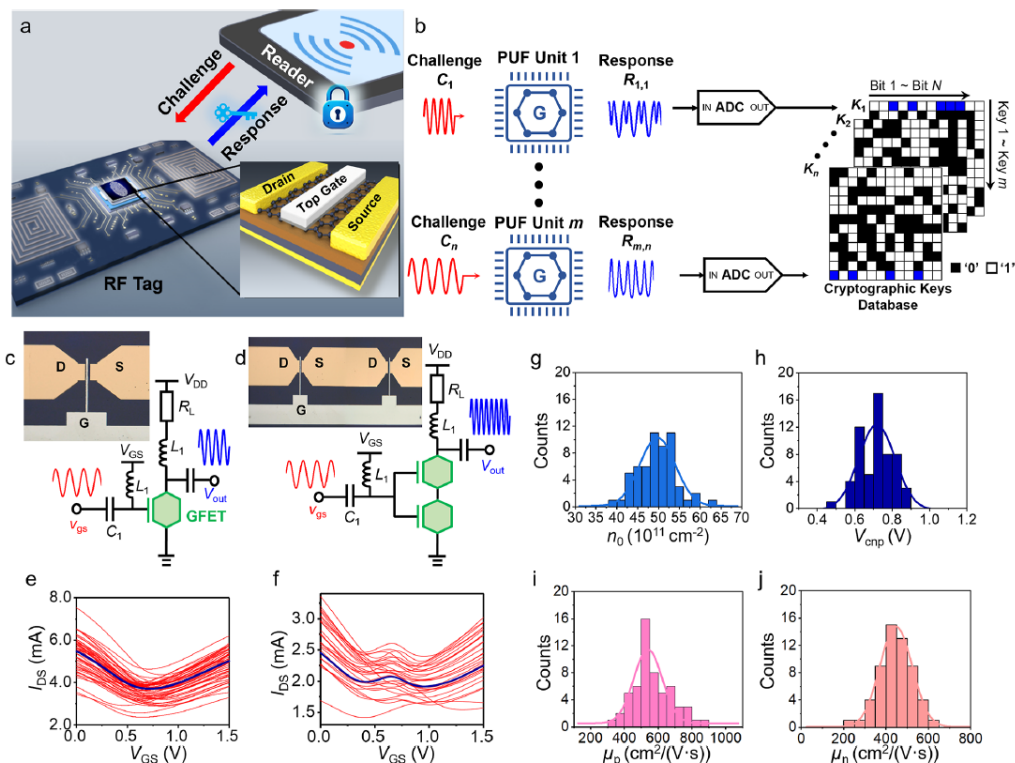 a
Reader
Challenge
Response
Drain
Top Gate
Source
RF Tag
b
Challenge
C1
PUF Unit 1
Response
R1,1
IN ADC OUT
Bit 1 ~ Bit N
K1
K2
Kn
Key 1 ~ Key m
G
Challenge
Cn
PUF Unit m
Response
Rm,n
IN ADC OUT
G
'0' '1'
Cryptographic Keys
Database
c
D S
G
VDD
RL
L1
VGS
L1
Vout
vgs
C1
GFET
d
D S D S
G G
VDD
RL
L1
VGS
L1
Vout
vgs
C1
e
8.0
6.0
4.0
2.0
IDS (mA)
0.0 0.5 1.0 1.5
VGS (V)
f
3.0
2.5
2.0
1.5
IDS (mA)
0.0 0.5 1.0 1.5
VGS (V)
g
20
16
12
8
4
0
Counts
30 38 45 53 61 69
n0 (10^11 cm^-2)
h
20
16
12
8
4
0
Counts
0.4 0.6 0.8 1.0 1.2
Vcnp (V)
i
20
16
12
8
4
0
Counts
200 400 600 800 1000
μp (cm²/(V·s))
j
20
16
12
8
4
0
Counts
0 200 400 600 800
μn (cm²/(V·s))